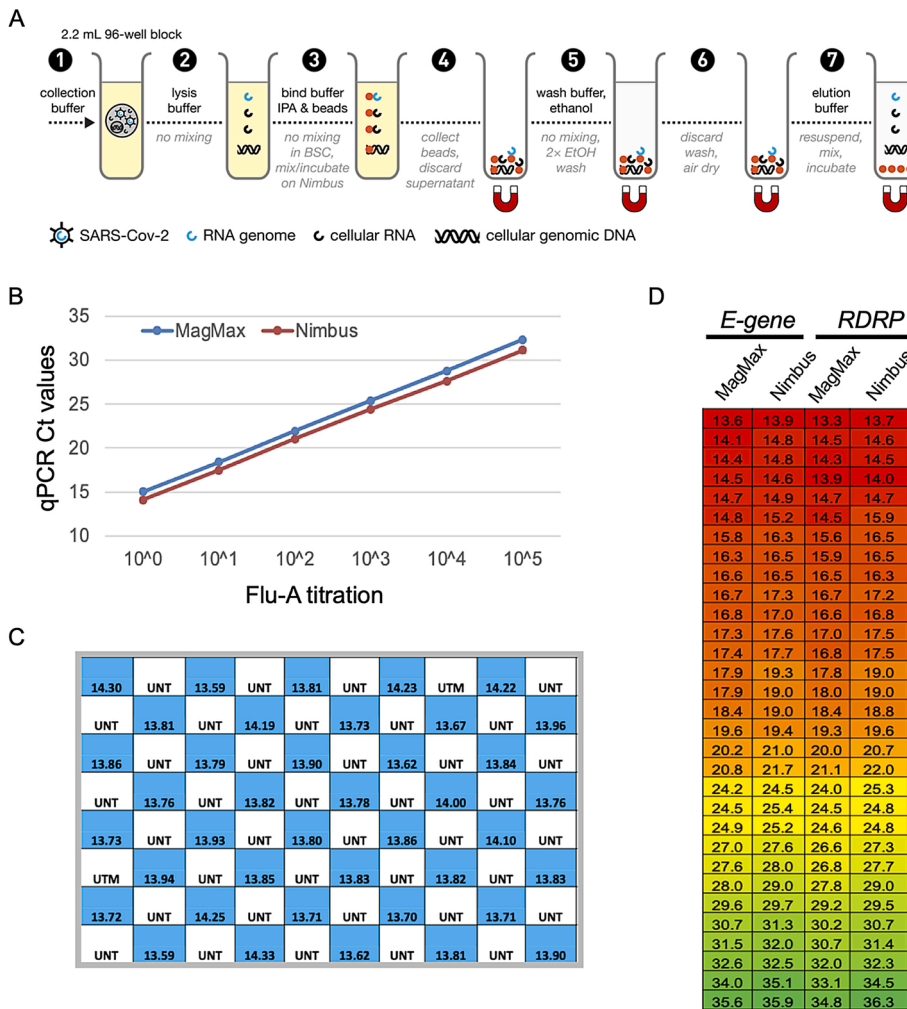 A
2.2 mL 96-well block
1 2 3 4 5 6 7
collection buffer
lysis buffer
no mixing
bind buffer IPA & beads
no mixing in BSC, mix/incubate on Nimbus
collect beads, discard supernatant
wash buffer, ethanol
no mixing, 2× EtOH wash
discard wash, air dry
elution buffer
resuspend, mix, incubate
SARS-Cov-2 RNA genome cellular RNA cellular genomic DNA
B
MagMax Nimbus
qPCR Ct values
35
30
25
20
15
10
10^0 10^1 10^2 10^3 10^4 10^5
Flu-A titration
C
14.30 UNT 13.59 UNT 13.81 UNT 14.23 UTM 14.22 UNT
UNT 13.81 UNT 14.19 UNT 13.73 UNT 13.67 UNT 13.96
13.86 UNT 13.79 UNT 13.90 UNT 13.62 UNT 13.84 UNT
UNT 13.76 UNT 13.82 UNT 13.78 UNT 14.00 UNT 13.76
13.73 UNT 13.93 UNT 13.80 UNT 13.86 UNT 14.10 UNT
UTM 13.94 UNT 13.85 UNT 13.83 UNT 13.82 UNT 13.83
13.72 UNT 14.25 UNT 13.71 UNT 13.70 UNT 13.71 UNT
UNT 13.59 UNT 14.33 UNT 13.62 UNT 13.81 UNT 13.90
D
E-gene RDRP
MagMax Nimbus MagMax Nimbus
13.6 13.9 13.3 13.7
14.1 14.8 14.5 14.6
14.4 14.8 14.3 14.5
14.5 14.6 13.9 14.0
14.7 14.9 14.7 14.7
14.8 15.2 14.5 15.9
15.8 16.3 15.6 16.5
16.3 16.5 15.9 16.5
16.6 16.5 16.5 16.3
16.7 17.3 16.7 17.2
16.8 17.0 16.6 16.8
17.3 17.6 17.0 17.5
17.4 17.7 16.8 17.5
17.9 19.3 17.8 19.0
17.9 19.0 18.0 19.0
18.4 19.0 18.4 18.8
19.6 19.4 19.3 19.6
20.2 21.0 20.0 20.7
20.8 21.7 21.1 22.0
24.2 24.5 24.0 25.3
24.5 25.4 24.5 24.8
24.9 25.2 24.6 24.8
27.0 27.6 26.6 27.3
27.6 28.0 26.8 27.7
28.0 29.0 27.8 29.0
29.6 29.7 29.2 29.5
30.7 31.3 30.2 30.7
31.5 32.0 30.7 31.4
32.6 32.5 32.0 32.3
34.0 35.1 33.1 34.5
35.6 35.9 34.8 36.3